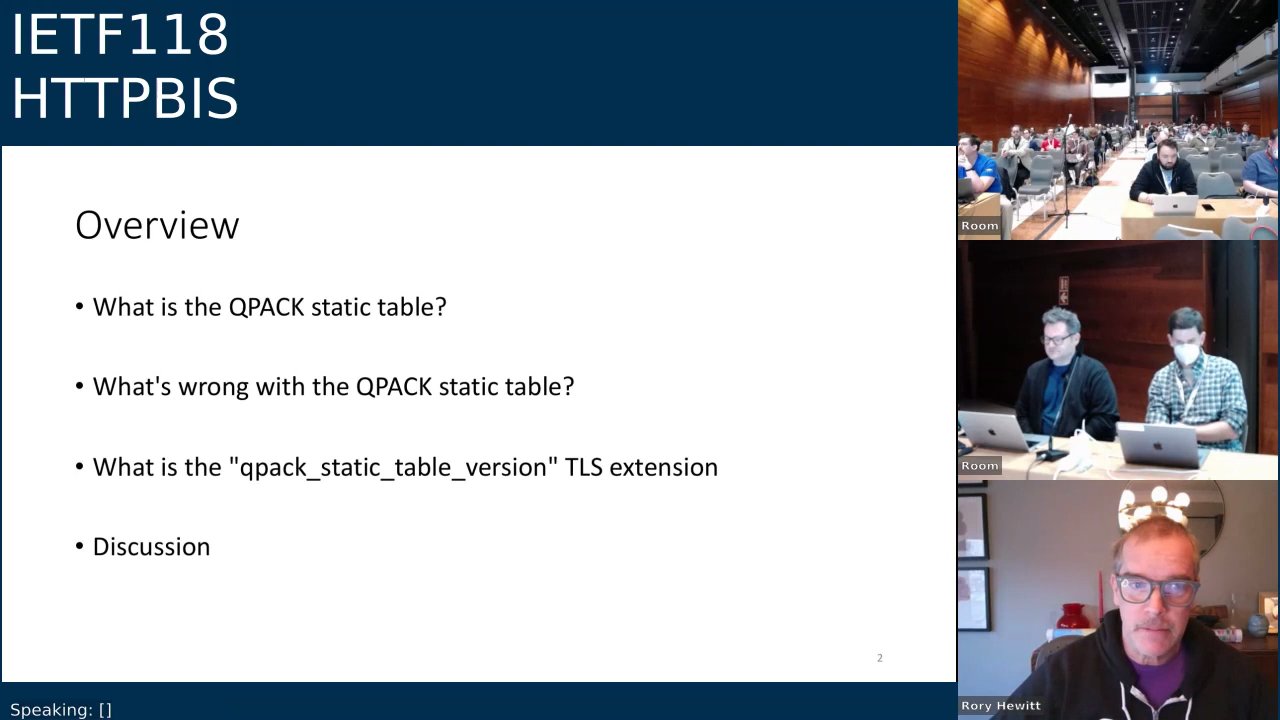 IETF118
HTTPBIS
Overview
• What is the QPACK static table?
• What's wrong with the QPACK static table?
• What is the "qpack_static_table_version" TLS extension
• Discussion
2
Speaking: []
Room
Room
Rory Hewitt